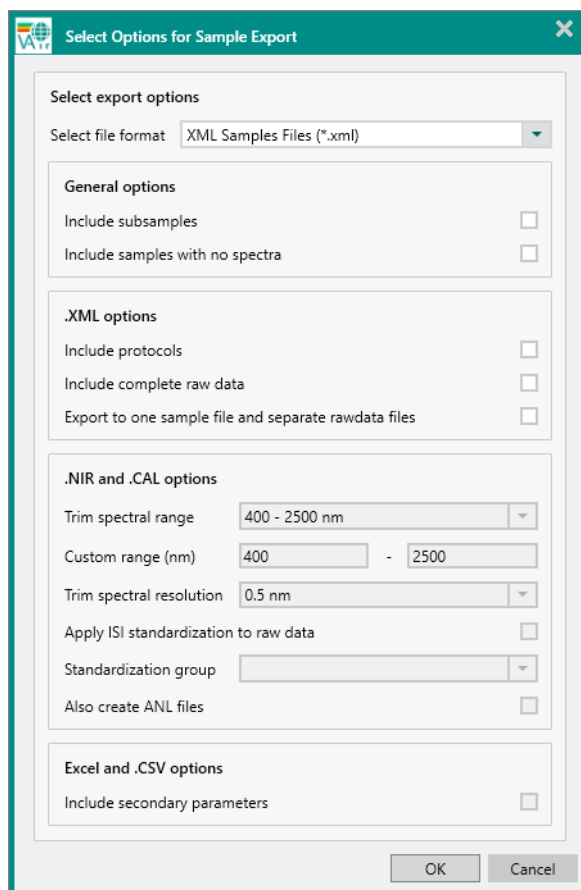 VA
Select Options for Sample Export
Select export options
Select file format XML Samples Files (*.xml)
General options
Include subsamples
Include samples with no spectra
.XML options
Include protocols
Include complete raw data
Export to one sample file and separate rawdata files
.NIR and .CAL options
Trim spectral range 400 - 2500 nm
Custom range (nm) 400 - 2500
Trim spectral resolution 0.5 nm
Apply ISI standardization to raw data
Standardization group
Also create ANL files
Excel and .CSV options
Include secondary parameters
OK Cancel